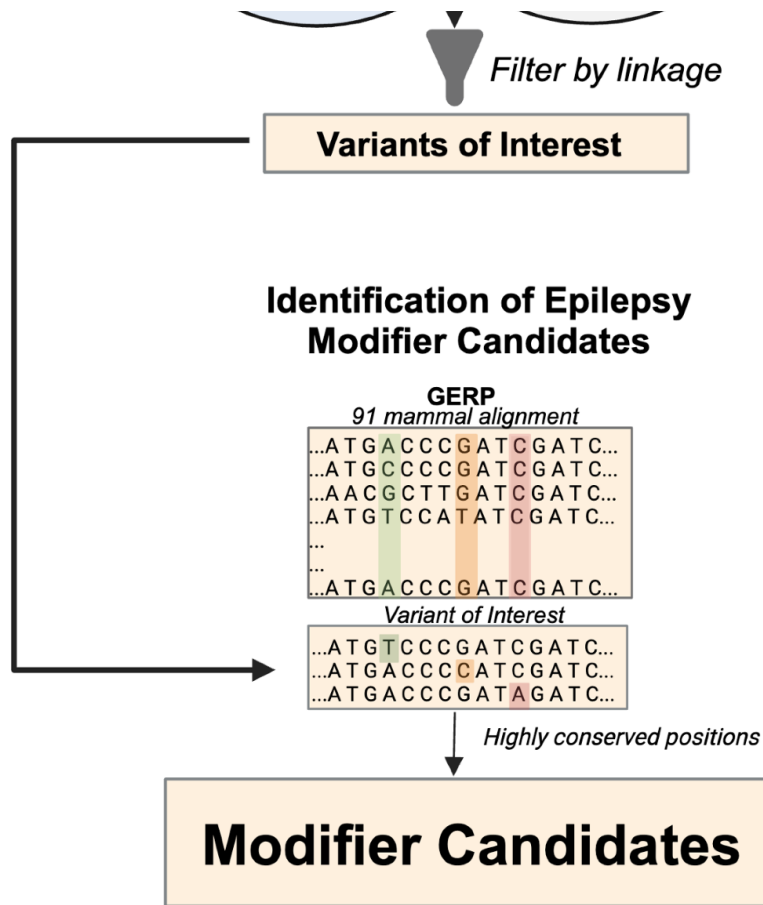 Filter by linkage
Variants of Interest
Identification of Epilepsy
Modifier Candidates
GERP
91 mammal alignment
...ATGACCCGATCGATC...
...ATGCCCCGATCGATC...
...AACGCTTGATCGATC...
...ATGTCCATATCGATC...
...
...
...ATGACCCGATCGATC...
Variant of Interest
...ATGTCCCGATCGATC...
...ATGACCCCATCGATC...
...ATGACCCGATAGATC...
Highly conserved positions
Modifier Candidates